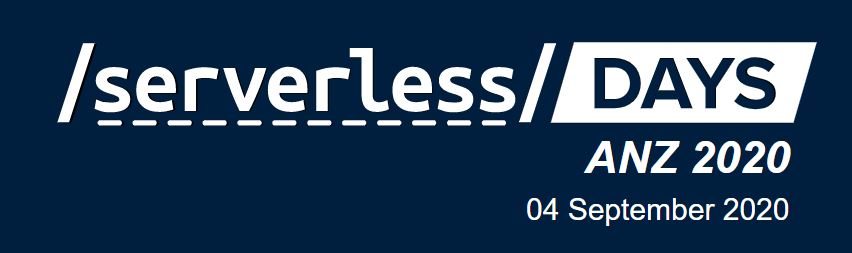 /serverless/ DAYS
ANZ 2020
04 September 2020